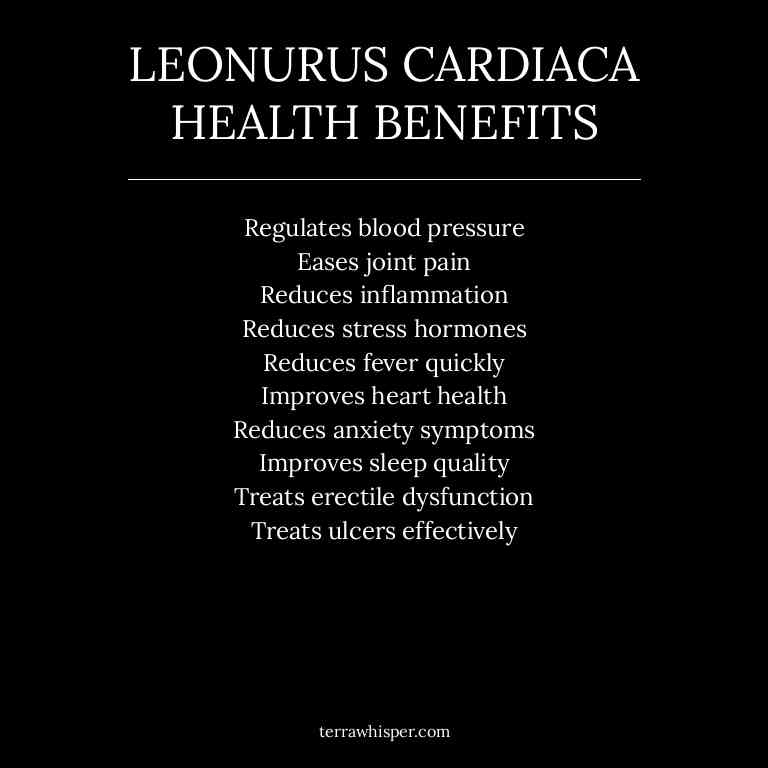 LEONURUS CARDIACA
HEALTH BENEFITS
Regulates blood pressure
Eases joint pain
Reduces inflammation
Reduces stress hormones
Reduces fever quickly
Improves heart health
Reduces anxiety symptoms
Improves sleep quality
Treats erectile dysfunction
Treats ulcers effectively
terrawhisper.com